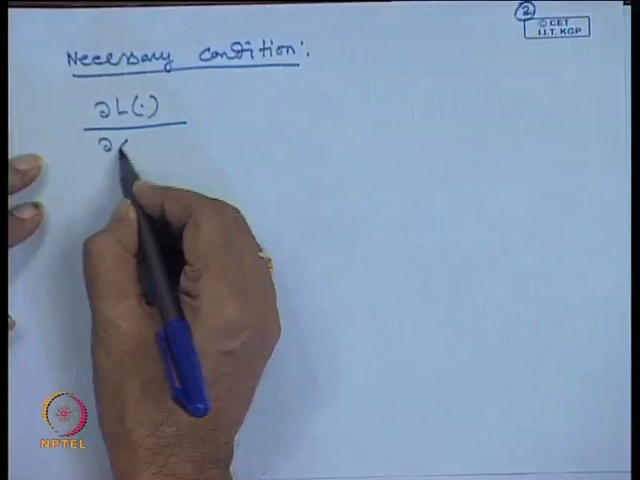 2
© CET
I.I.T. KGP
Necessary condition:
∂L(·)
∂
NPTEL